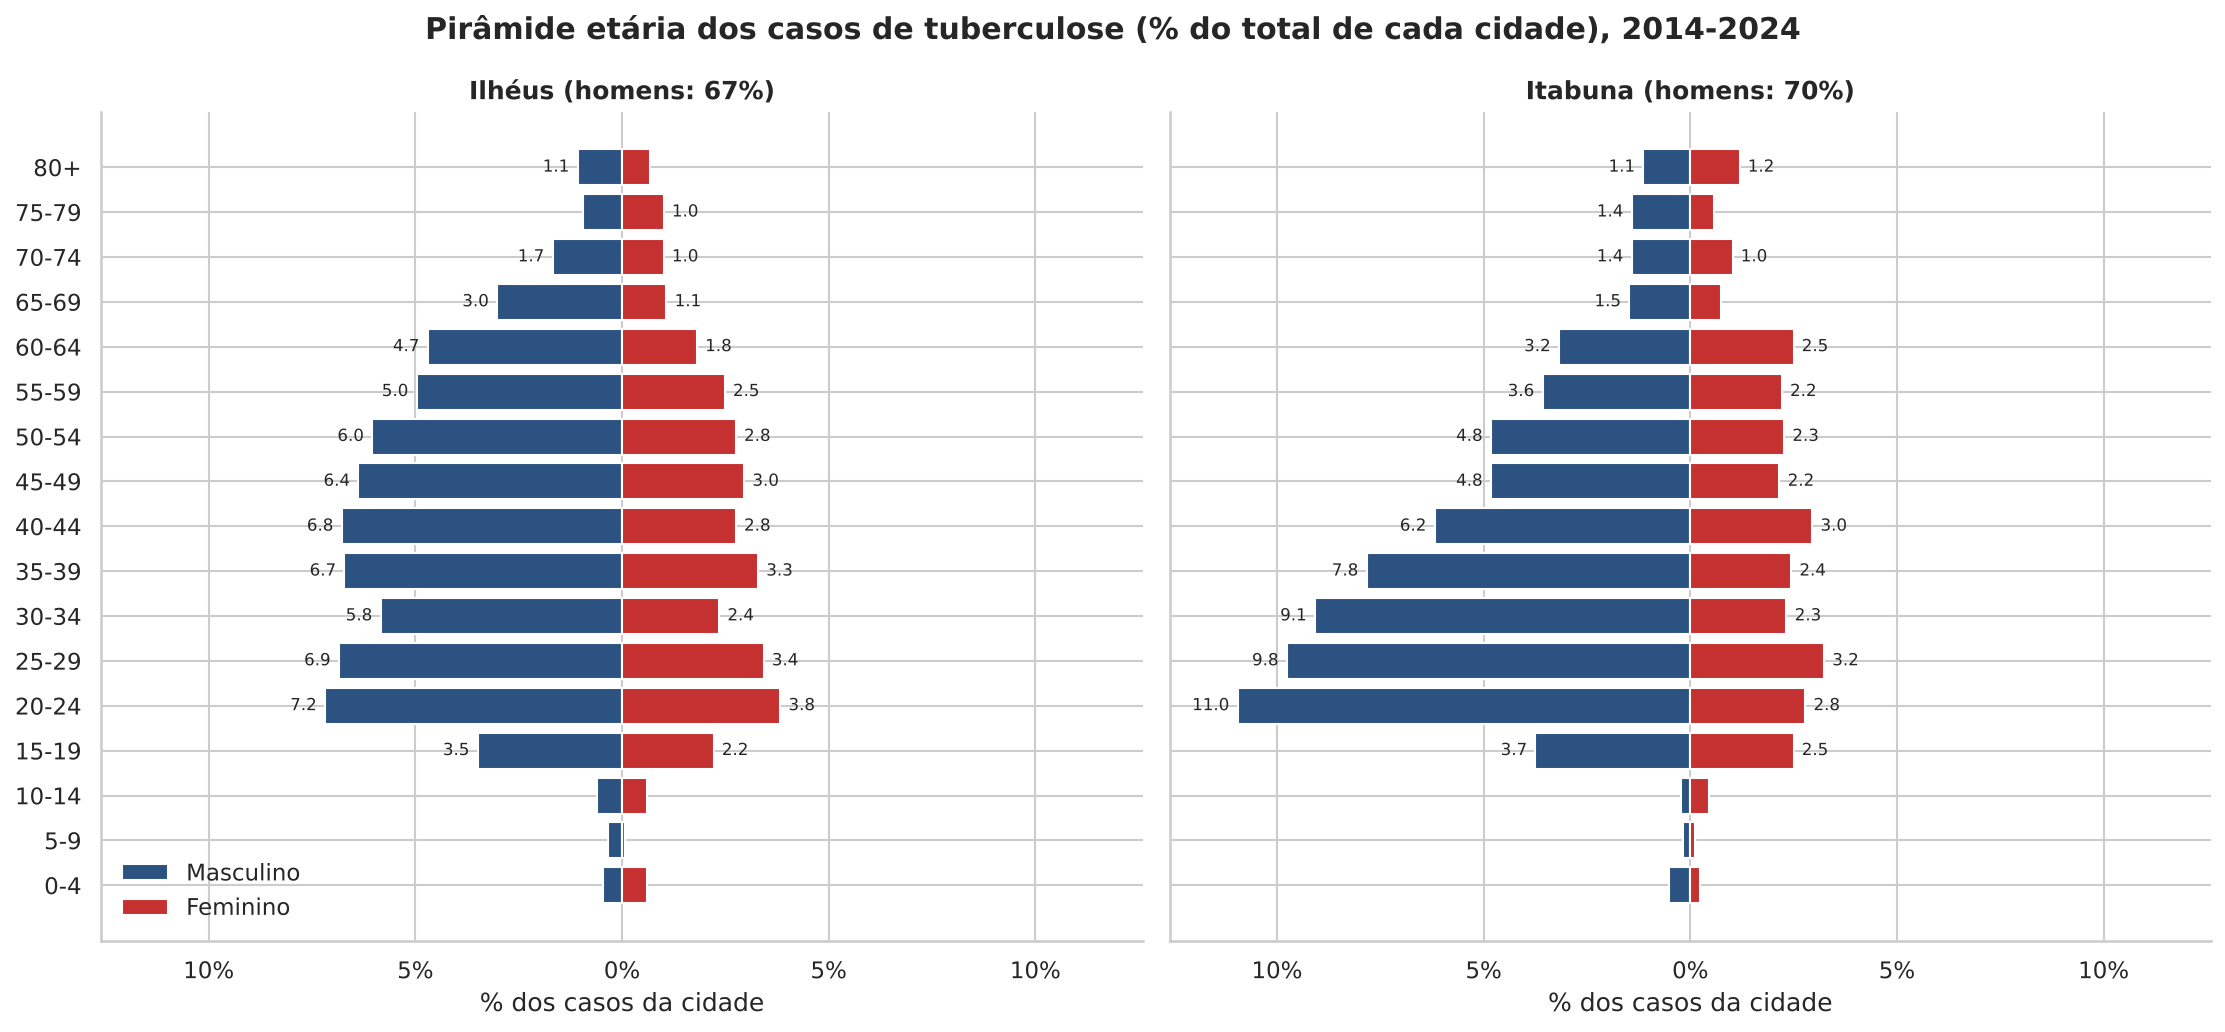 Pirâmide etária dos casos de tuberculose (% do total de cada cidade), 2014-2024
Ilhéus (homens: 67%)
80+ 1.1
75-79 1.0
70-74 1.7 1.0
65-69 3.0 1.1
60-64 4.7 1.8
55-59 5.0 2.5
50-54 6.0 2.8
45-49 6.4 3.0
40-44 6.8 2.8
35-39 6.7 3.3
30-34 5.8 2.4
25-29 6.9 3.4
20-24 7.2 3.8
15-19 3.5 2.2
10-14
5-9
0-4
Masculino
Feminino
10% 5% 0% 5% 10%
% dos casos da cidade
Itabuna (homens: 70%)
1.1 1.2
1.4
1.4 1.0
1.5
3.2 2.5
3.6 2.2
4.8 2.3
4.8 2.2
6.2 3.0
7.8 2.4
9.1 2.3
9.8 3.2
11.0 2.8
3.7 2.5
10% 5% 0% 5% 10%
% dos casos da cidade